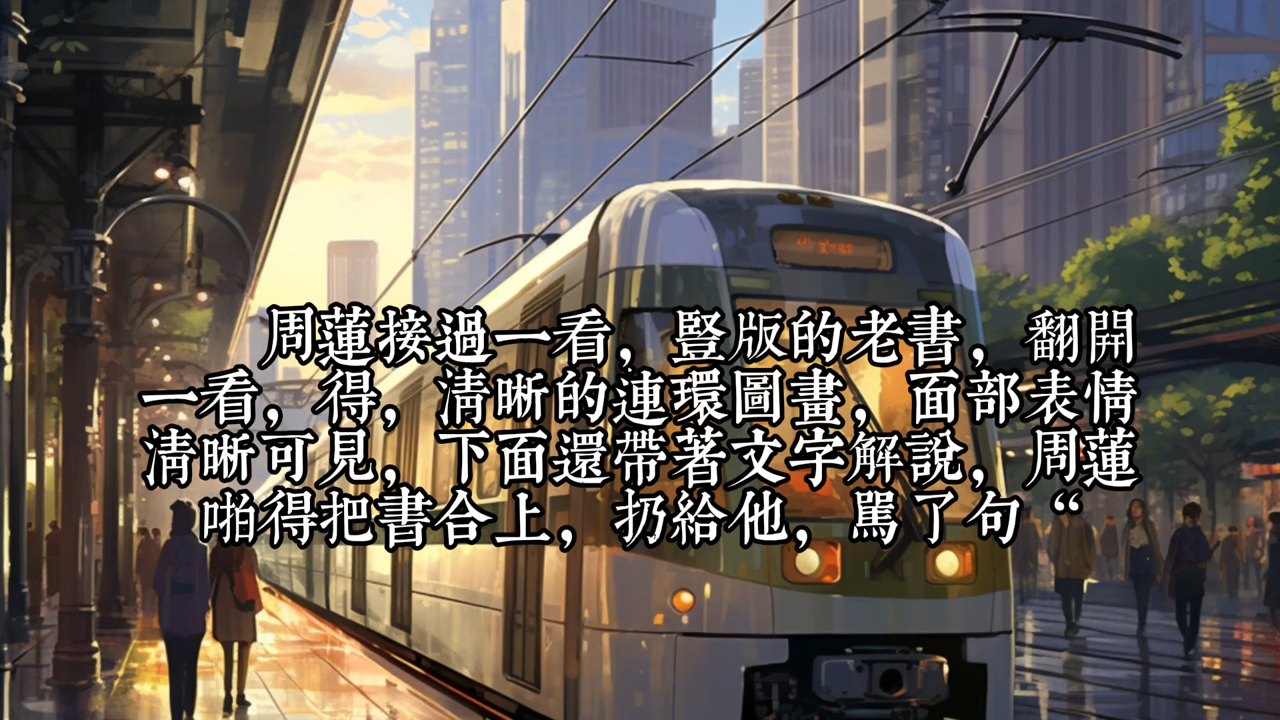 周蓮接過一看，豎版的老書，翻開
一看，得，清晰的連環圖畫，面部表情
清晰可見，下面還帶著文字解說，周蓮
啪得把書合上，扔給他，罵了句“